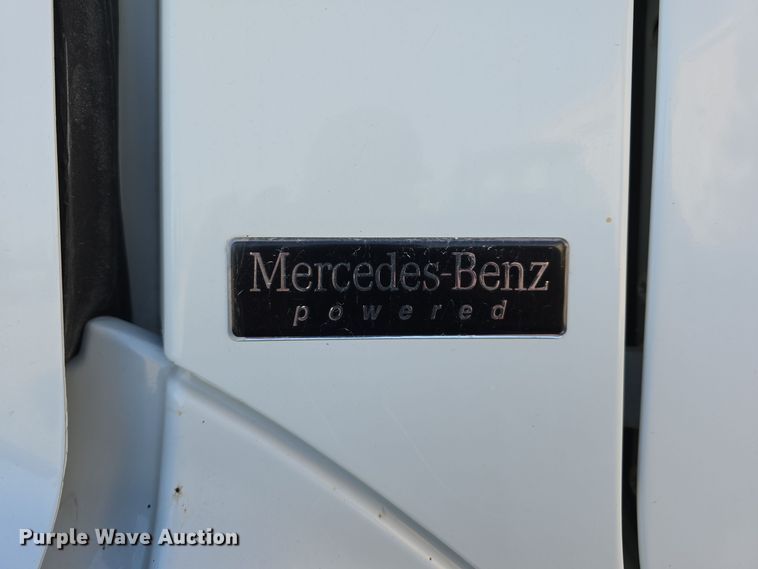 Mercedes-Benz
powered
Purple Wave Auction